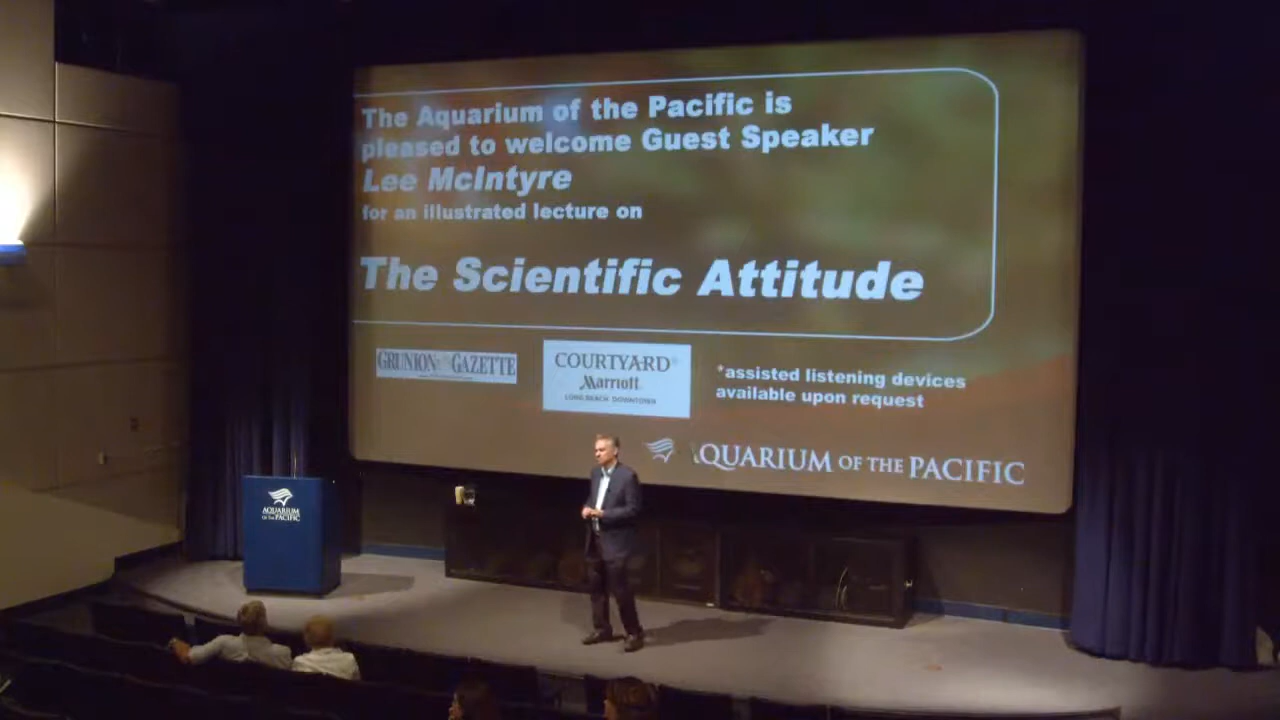 The Aquarium of the Pacific is
pleased to welcome Guest Speaker
Lee McIntyre
for an illustrated lecture on
The Scientific Attitude
GRUNION GAZETTE
COURTYARD®
Marriott
LONG BEACH DOWNTOWN
*assisted listening devices
available upon request
AQUARIUM OF THE PACIFIC
AQUARIUM
OF THE PACIFIC